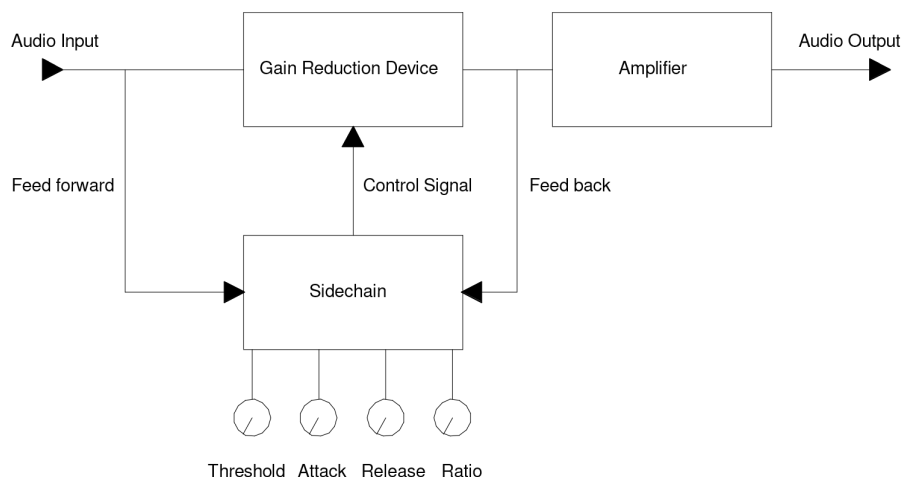 Audio Input
Gain Reduction Device
Amplifier
Audio Output
Feed forward
Control Signal
Feed back
Sidechain
Threshold
Attack
Release
Ratio